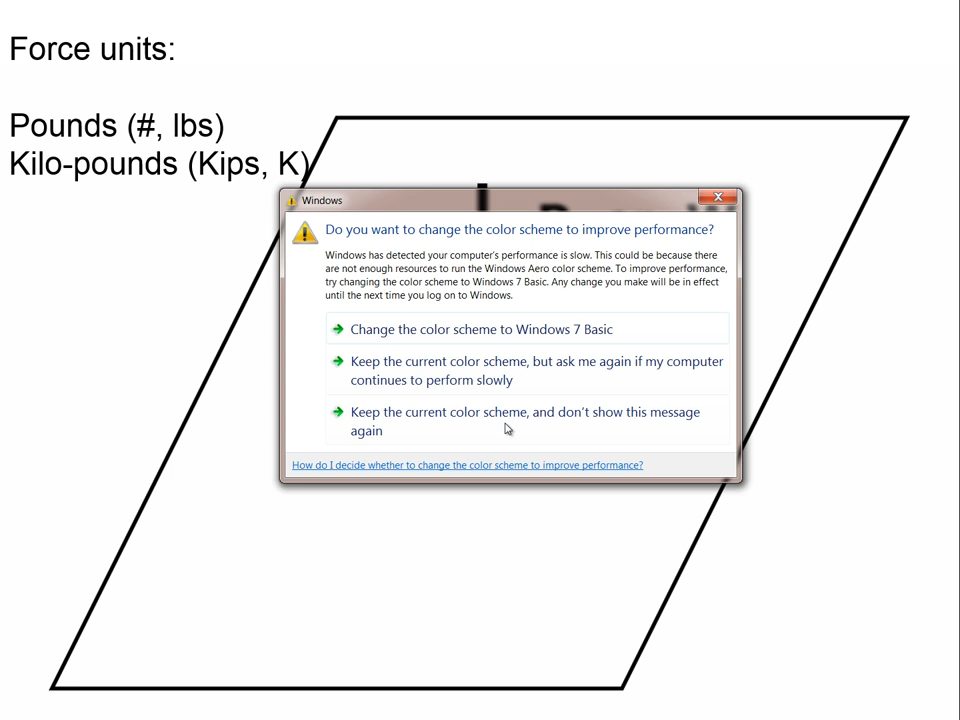 Force units:
Pounds (#, lbs)
Kilo-pounds (Kips, K)
Windows
Do you want to change the color scheme to improve performance?
Windows has detected your computer's performance is slow. This could be because there
are not enough resources to run the Windows Aero color scheme. To improve performance,
try changing the color scheme to Windows 7 Basic. Any change you make will be in effect
until the next time you log on to Windows.
Change the color scheme to Windows 7 Basic
Keep the current color scheme, but ask me again if my computer
continues to perform slowly
Keep the current color scheme, and don't show this message
again
How do I decide whether to change the color scheme to improve performance?